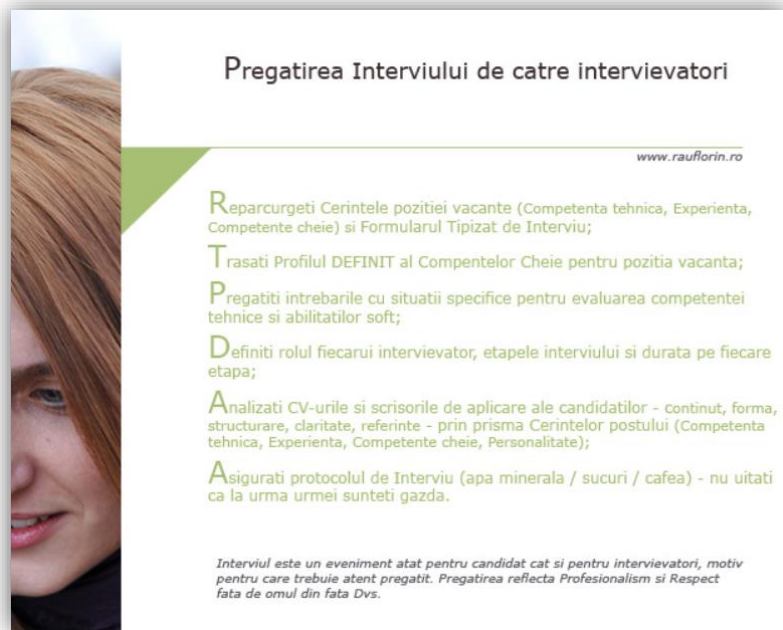 Pregatirea Interviului de catre intervievatori
www.rauflorin.ro
Reparcurgeti Cerintele pozitiei vacante (Competenta tehnica, Experienta,
Competente cheie) si Formularul Tipizat de Interviu;
Trasati Profilul DEFINIT al Compentelor Cheie pentru pozitia vacanta;
Pregatiti intrebarile cu situatii specifice pentru evaluarea competentei
tehnice si abilitatilor soft;
Definiti rolul fiecarui intervievator, etapele interviului si durata pe fiecare
etapa;
Analizati CV-urile si scrisorile de aplicare ale candidatilor - continut, forma,
structurare, claritate, referinte - prin prisma Cerintelor postului (Competenta
tehnica, Experienta, Competente cheie, Personalitate);
Asigurati protocolul de Interviu (apa minerala / sucuri / cafea) - nu uitati
ca la urma urmei sunteti gazda.
Interviul este un eveniment atat pentru candidat cat si pentru intervievatori, motiv
pentru care trebuie atent pregatit. Pregatirea reflecta Profesionalism si Respect
fata de omul din fata Dvs.